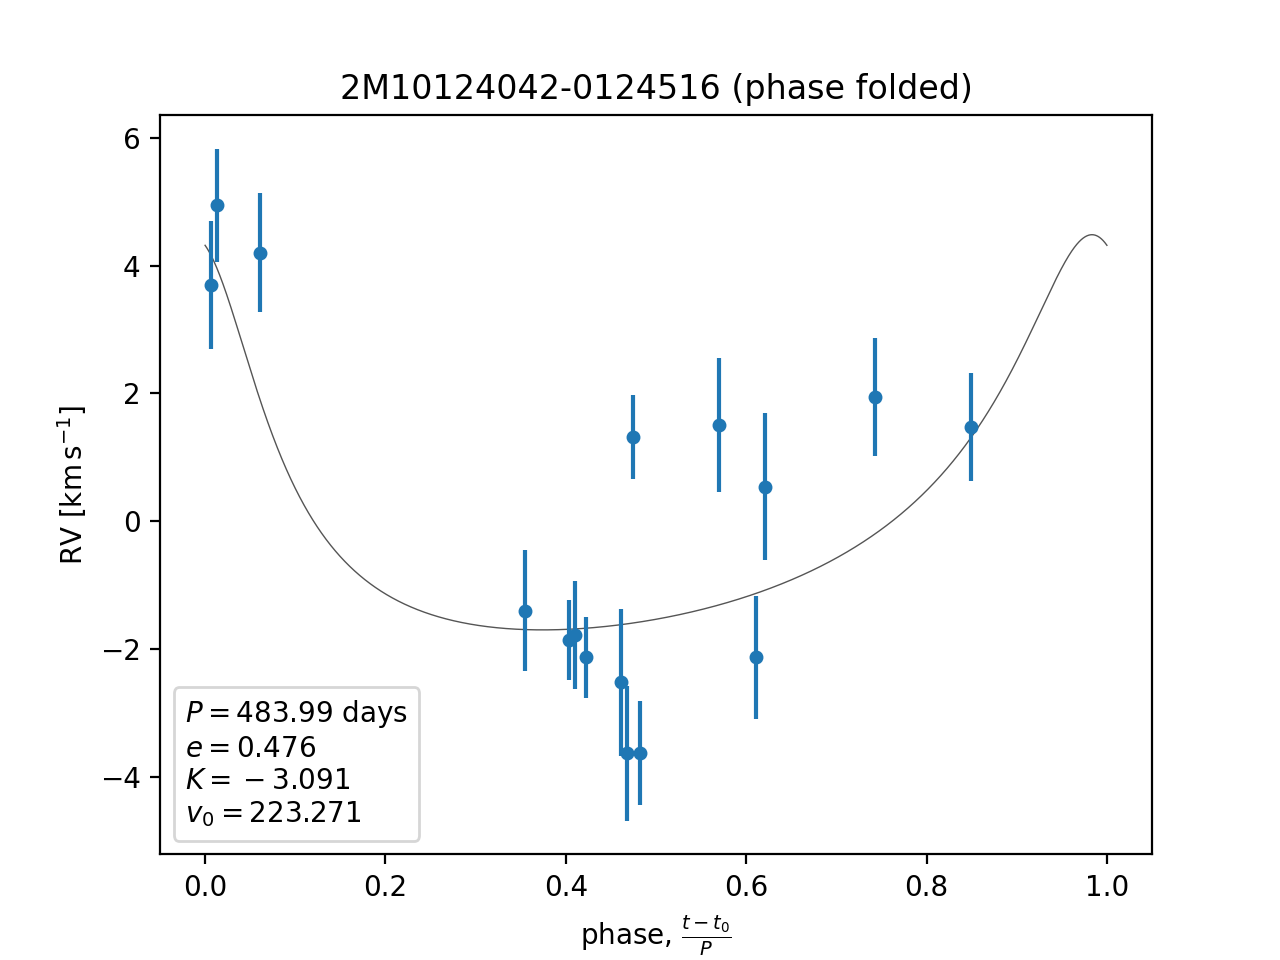 2M10124042-0124516 (phase folded)
6
4
2
0
−2
−4
RV [km s⁻¹]
P = 483.99 days
e = 0.476
K = −3.091
v₀ = 223.271
0.0 0.2 0.4 0.6 0.8 1.0
phase, (t − t₀)/P